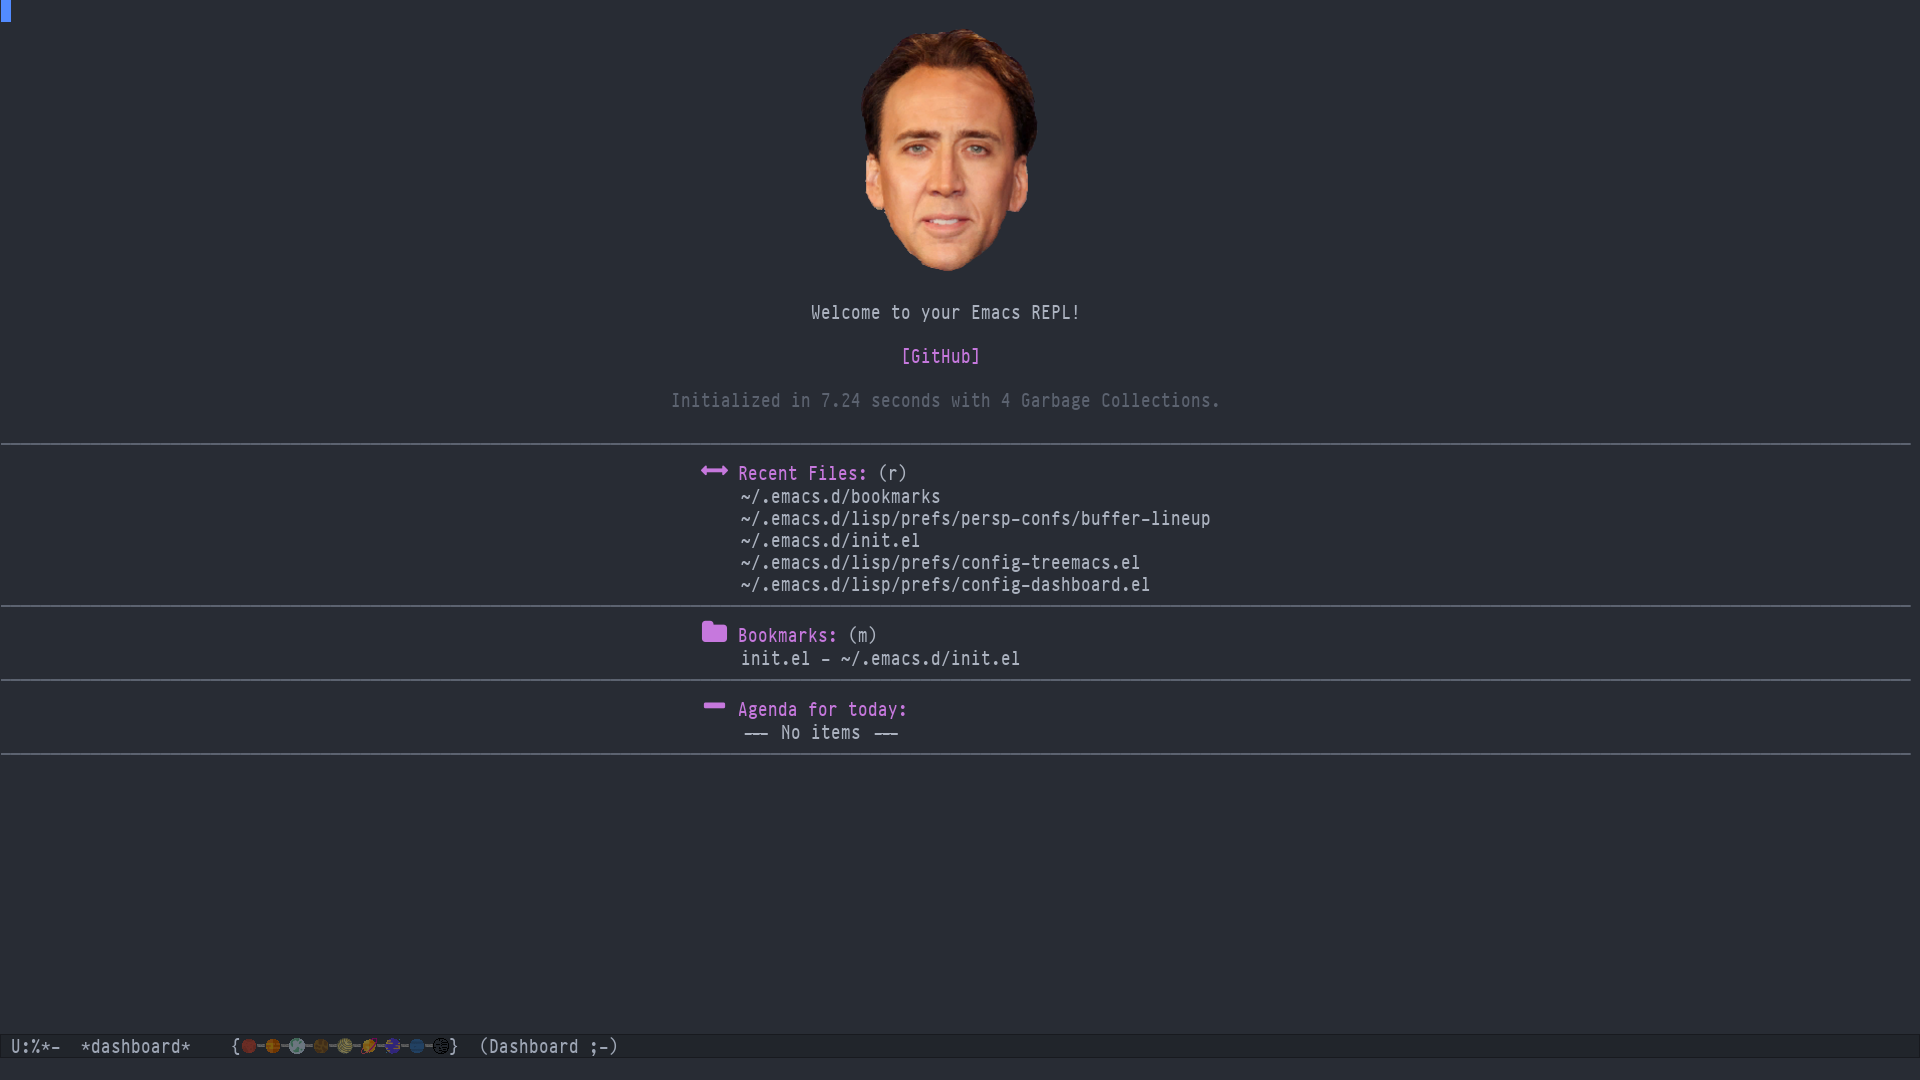 Welcome to your Emacs REPL!
[GitHub]
Initialized in 7.24 seconds with 4 Garbage Collections.
Recent Files: (r)
~/.emacs.d/bookmarks
~/.emacs.d/lisp/prefs/persp-confs/buffer-lineup
~/.emacs.d/init.el
~/.emacs.d/lisp/prefs/config-treemacs.el
~/.emacs.d/lisp/prefs/config-dashboard.el
Bookmarks: (m)
init.el - ~/.emacs.d/init.el
Agenda for today:
--- No items ---
U:%*- *dashboard* {} (Dashboard ;-)